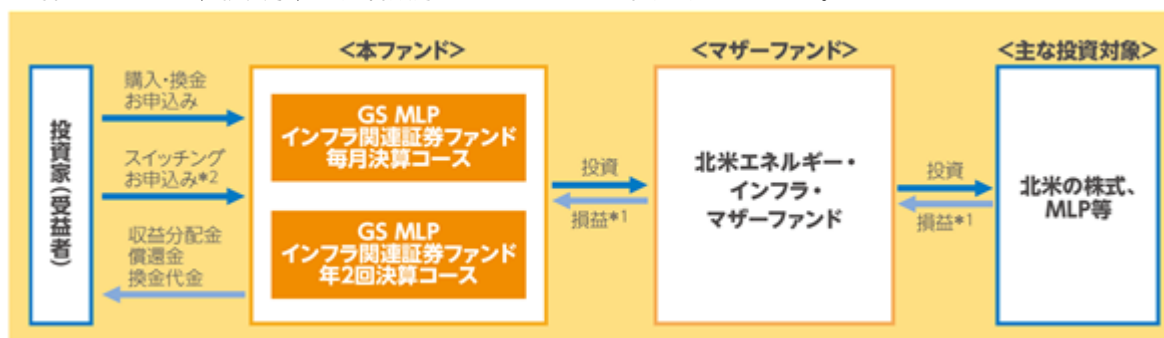 <本ファンド>
<マザーファンド>
<主な投資対象>
投資家(受益者)
購入・換金
お申込み
スイッチング
お申込み*2
収益分配金
償還金
換金代金
GS MLP
インフラ関連証券ファンド
毎月決算コース
GS MLP
インフラ関連証券ファンド
年2回決算コース
投資
損益*1
北米エネルギー・
インフラ・
マザーファンド
投資
損益*1
北米の株式、
MLP等